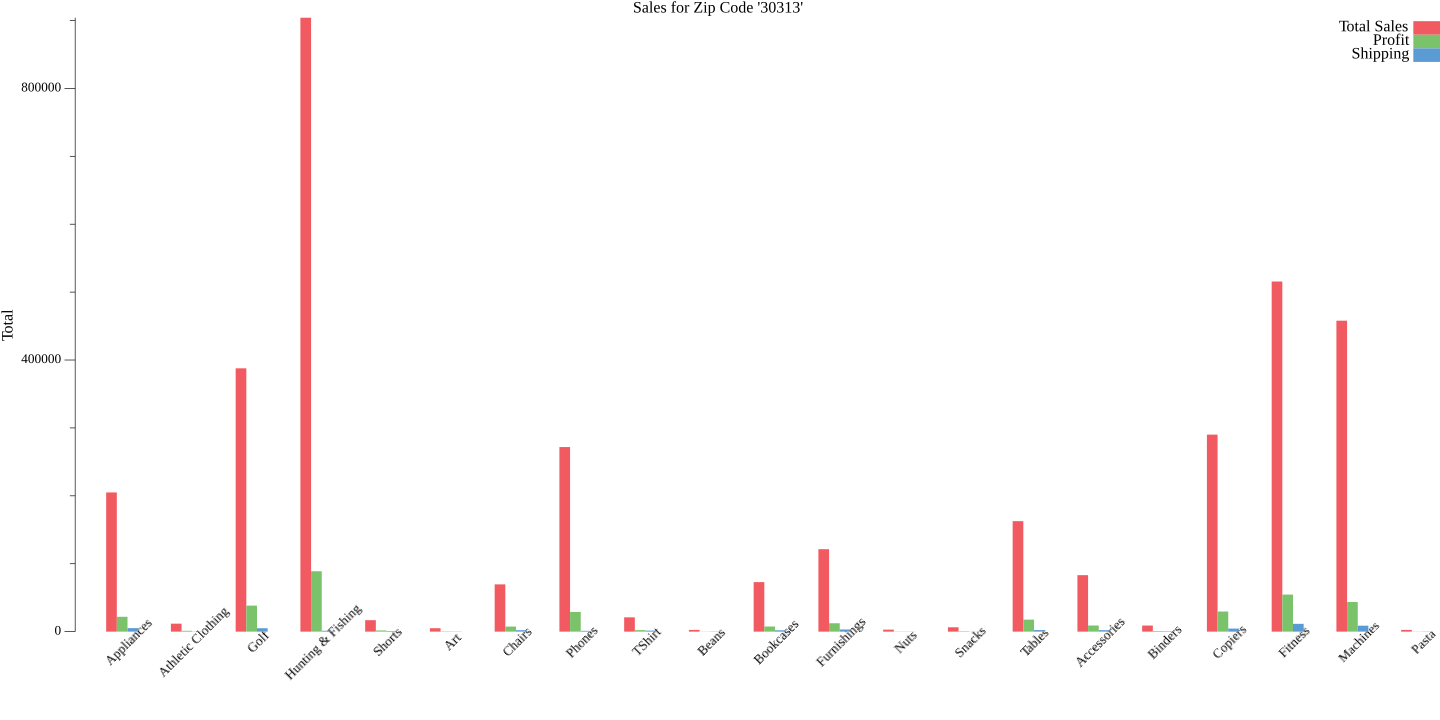 Sales for Zip Code '30313'
Total Sales
Profit
Shipping
800000
400000
0
Total
Appliances
Athletic Clothing
Golf
Hunting & Fishing
Shorts
Art
Chairs
Phones
TShirt
Beans
Bookcases
Furnishings
Nuts
Snacks
Tables
Accessories
Binders
Copiers
Fitness
Machines
Pasta